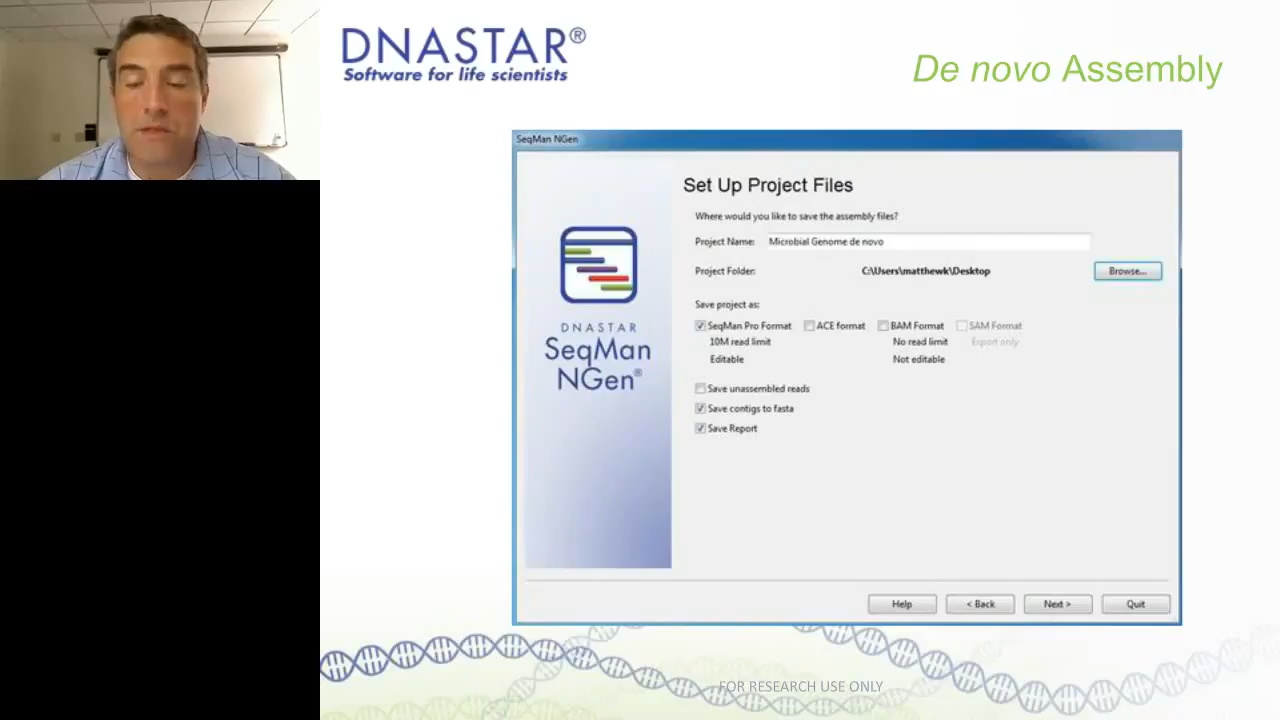 DNASTAR®
Software for life scientists
De novo Assembly
SeqMan NGen
Set Up Project Files
Where would you like to save the assembly files?
Project Name: Microbial Genome de novo
Project Folder: C:\Users\matthewk\Desktop Browse...
Save project as:
SeqMan Pro Format ACE format BAM Format SAM Format
10M read limit No read limit Export only
Editable Not editable
Save unassembled reads
Save contigs to fasta
Save Report
DNASTAR
SeqMan
NGen®
Help < Back Next > Quit
FOR RESEARCH USE ONLY